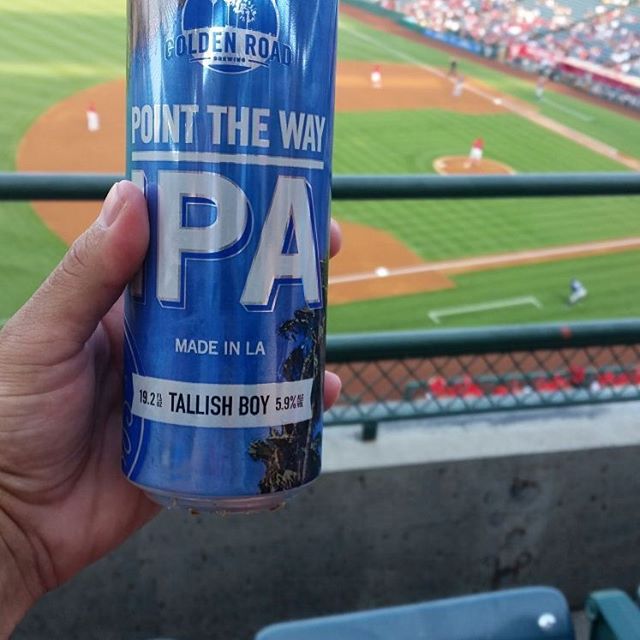 GOLDEN ROAD
BREWING
POINT THE WAY
IPA
MADE IN LA
19.2 FL OZ TALLISH BOY 5.9% ALC BY VOL